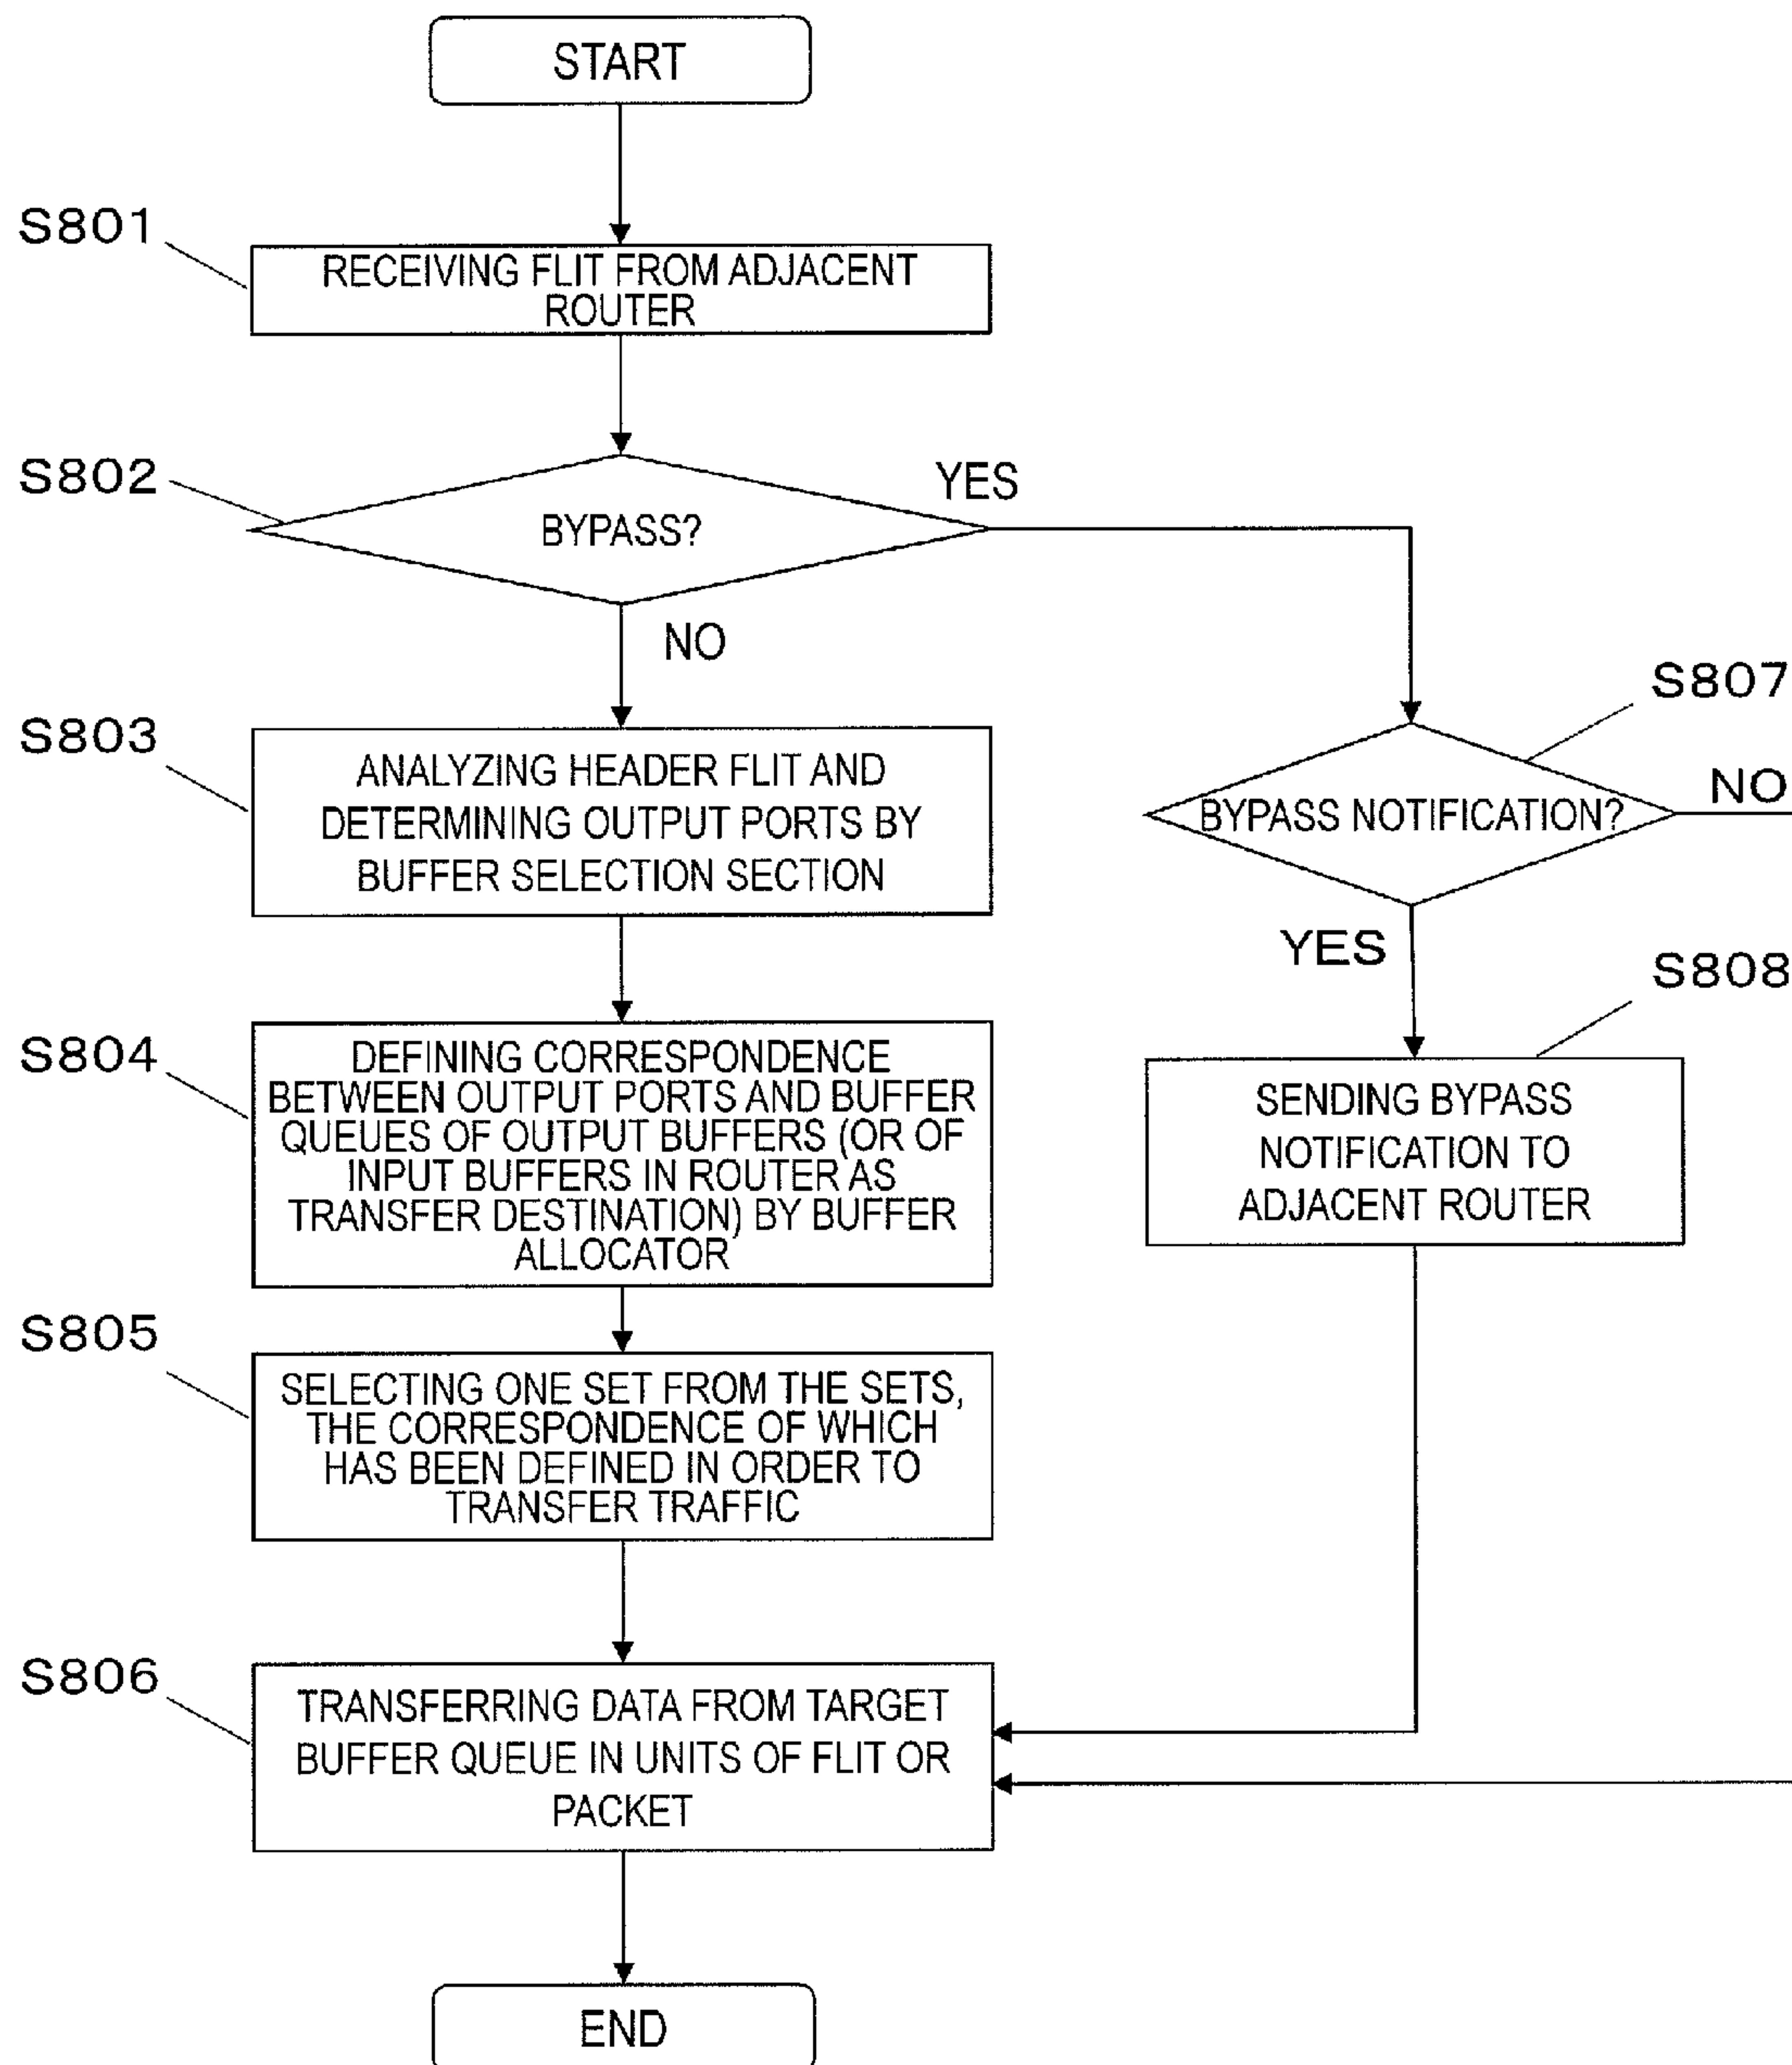 START
S801
RECEIVING FLIT FROM ADJACENT
ROUTER
S802
BYPASS?
YES
NO
S803
ANALYZING HEADER FLIT AND
DETERMINING OUTPUT PORTS BY
BUFFER SELECTION SECTION
S807
BYPASS NOTIFICATION?
NO
YES
S804
DEFINING CORRESPONDENCE
BETWEEN OUTPUT PORTS AND BUFFER
QUEUES OF OUTPUT BUFFERS (OR OF
INPUT BUFFERS IN ROUTER AS
TRANSFER DESTINATION) BY BUFFER
ALLOCATOR
S808
SENDING BYPASS
NOTIFICATION TO
ADJACENT ROUTER
S805
SELECTING ONE SET FROM THE SETS,
THE CORRESPONDENCE OF WHICH
HAS BEEN DEFINED IN ORDER TO
TRANSFER TRAFFIC
S806
TRANSFERRING DATA FROM TARGET
BUFFER QUEUE IN UNITS OF FLIT OR
PACKET
END